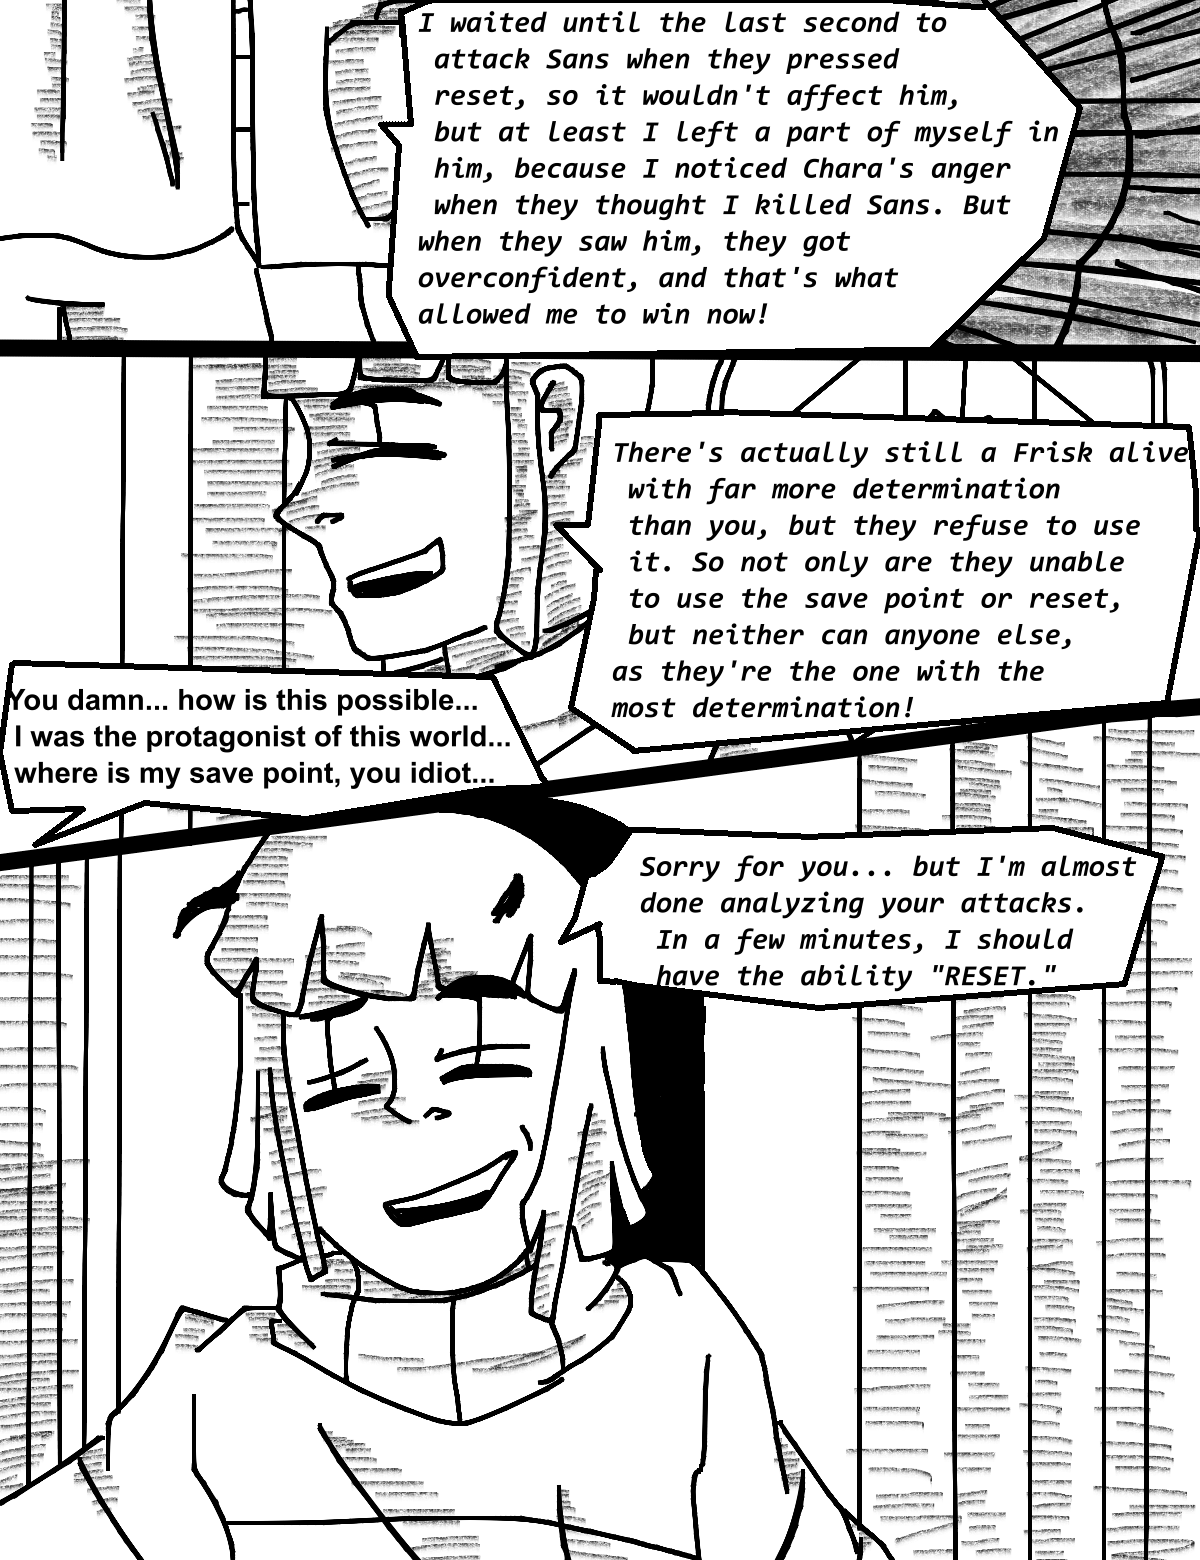 I waited until the last second to
attack Sans when they pressed
reset, so it wouldn't affect him,
but at least I left a part of myself in
him, because I noticed Chara's anger
when they thought I killed Sans. But
when they saw him, they got
overconfident, and that's what
allowed me to win now!
There's actually still a Frisk alive
with far more determination
than you, but they refuse to use
it. So not only are they unable
to use the save point or reset,
but neither can anyone else,
as they're the one with the
most determination!
You damn... how is this possible...
I was the protagonist of this world...
where is my save point, you idiot...
Sorry for you... but I'm almost
done analyzing your attacks.
In a few minutes, I should
have the ability "RESET."